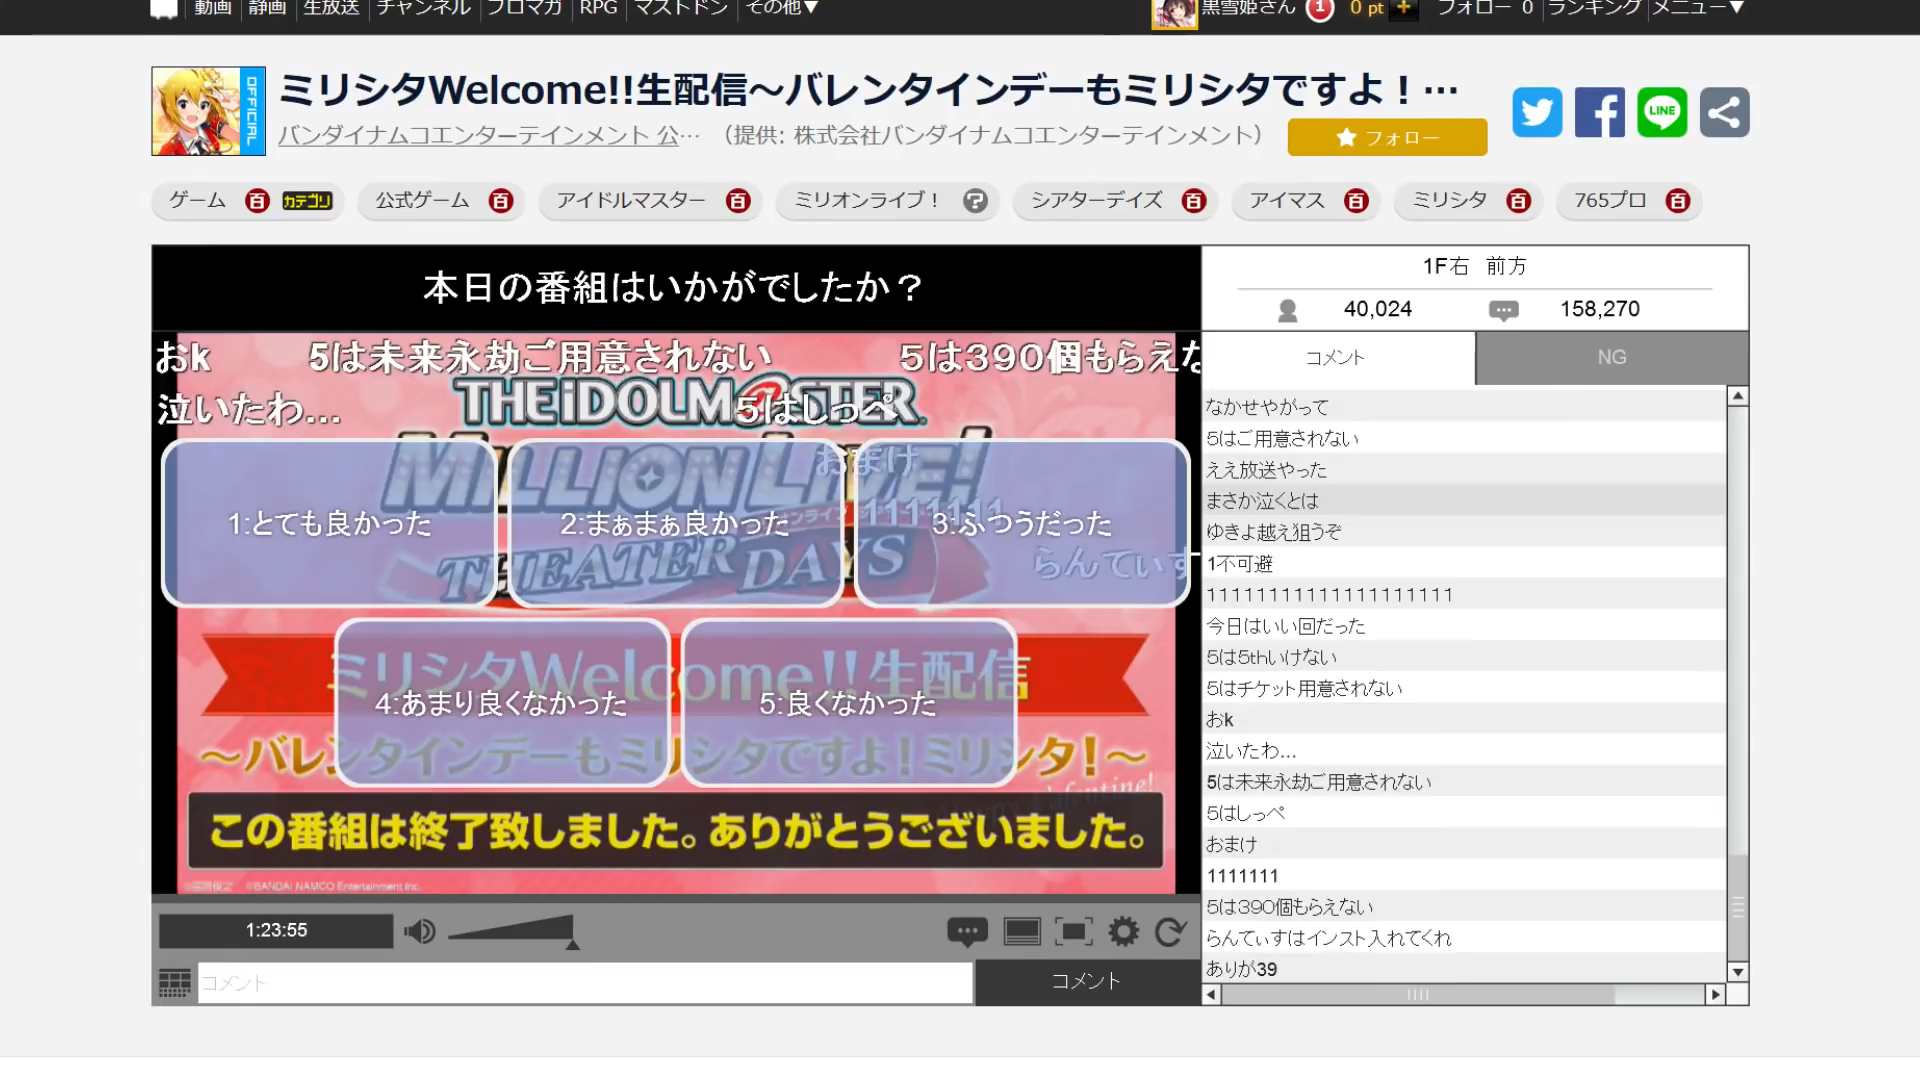 動画 静画 生放送 チャンネル ブロマガ RPG マストドン その他▼
黒雪姫さん 1 0 pt + フォロー 0 ランキング メニュー▼
OFFICIAL
ミリシタWelcome!!生配信～バレンタインデーもミリシタですよ！…
バンダイナムコエンターテインメント 公… （提供: 株式会社バンダイナムコエンターテインメント）
フォロー
LINE
ゲーム 百 カテゴリ 公式ゲーム 百 アイドルマスター 百 ミリオンライブ！ ? シアターデイズ 百 アイマス 百 ミリシタ 百 765プロ 百
本日の番組はいかがでしたか？
おk 5は未来永劫ご用意されない 5は390個もらえな
泣いたわ... 5はしっぺ
THE iDOLM@STER
おまけ
MILLION LIVE!
1111111
1:とても良かった 2:まぁまぁ良かった 3:ふつうだった
らんてぃす
THEATER DAYS
ミリシタWelcome!!生配信
4:あまり良くなかった 5:良くなかった
～バレンタインデーもミリシタですよ！ミリシタ！～
この番組は終了致しました。ありがとうございました。
©BANDAI NAMCO Entertainment Inc.
1:23:55
コメント コメント
1F右 前方
40,024 158,270
コメント NG
なかせやがって
5はご用意されない
ええ放送やった
まさか泣くとは
ゆきよ越え狙うぞ
1不可避
11111111111111111111
今日はいい回だった
5は5thいけない
5はチケット用意されない
おk
泣いたわ...
5は未来永劫ご用意されない
5はしっぺ
おまけ
1111111
5は390個もらえない
らんてぃすはインスト入れてくれ
ありが39